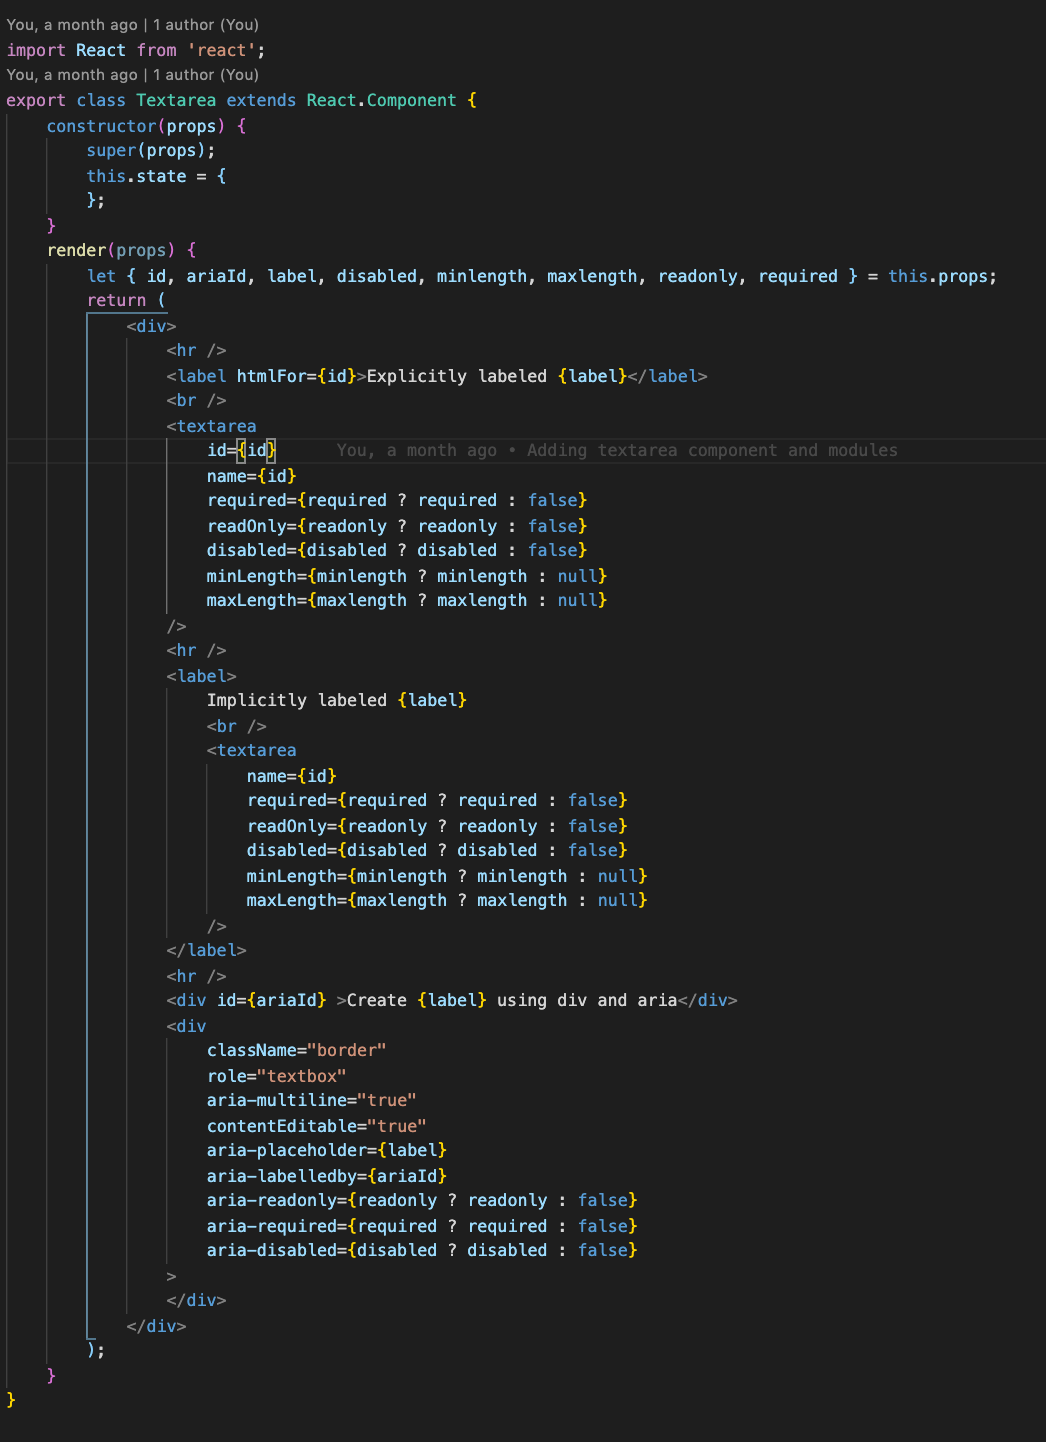 You, a month ago | 1 author (You)
import React from 'react';
You, a month ago | 1 author (You)
export class Textarea extends React.Component {
    constructor(props) {
        super(props);
        this.state = {
        };
    }
    render(props) {
        let { id, ariaId, label, disabled, minlength, maxlength, readonly, required } = this.props;
        return (
            <div>
                <hr />
                <label htmlFor={id}>Explicitly labeled {label}</label>
                <br />
                <textarea
                    id={id}      You, a month ago • Adding textarea component and modules
                    name={id}
                    required={required ? required : false}
                    readOnly={readonly ? readonly : false}
                    disabled={disabled ? disabled : false}
                    minLength={minlength ? minlength : null}
                    maxLength={maxlength ? maxlength : null}
                />
                <hr />
                <label>
                    Implicitly labeled {label}
                    <br />
                    <textarea
                        name={id}
                        required={required ? required : false}
                        readOnly={readonly ? readonly : false}
                        disabled={disabled ? disabled : false}
                        minLength={minlength ? minlength : null}
                        maxLength={maxlength ? maxlength : null}
                    />
                </label>
                <hr />
                <div id={ariaId} >Create {label} using div and aria</div>
                <div
                    className="border"
                    role="textbox"
                    aria-multiline="true"
                    contentEditable="true"
                    aria-placeholder={label}
                    aria-labelledby={ariaId}
                    aria-readonly={readonly ? readonly : false}
                    aria-required={required ? required : false}
                    aria-disabled={disabled ? disabled : false}
                >
                </div>
            </div>
        );
    }
}